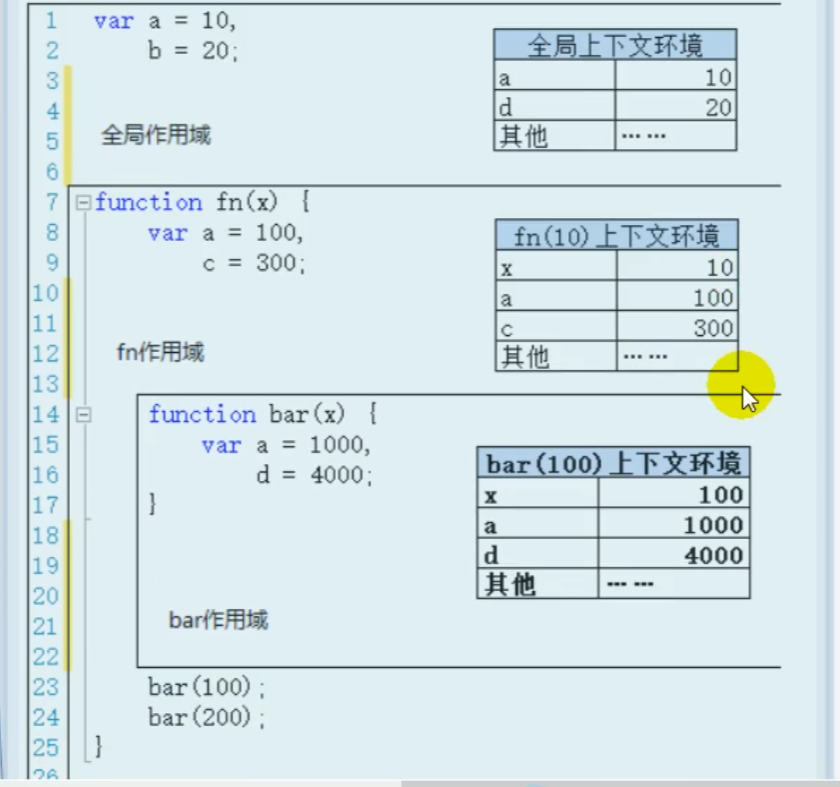 1 var a = 10,
2 b = 20;
全局上下文环境
3
a 10
4
d 20
5 全局作用域
其他 ……
6
7 function fn(x) {
8 var a = 100,
fn(10)上下文环境
9 c = 300;
x 10
10
a 100
11
c 300
12 fn作用域
其他 ……
13
14 function bar(x) {
15 var a = 1000,
bar(100)上下文环境
16 d = 4000;
x 100
17 }
a 1000
18
d 4000
19
其他 ……
20
21 bar作用域
22
23 bar(100);
24 bar(200);
25 }
26